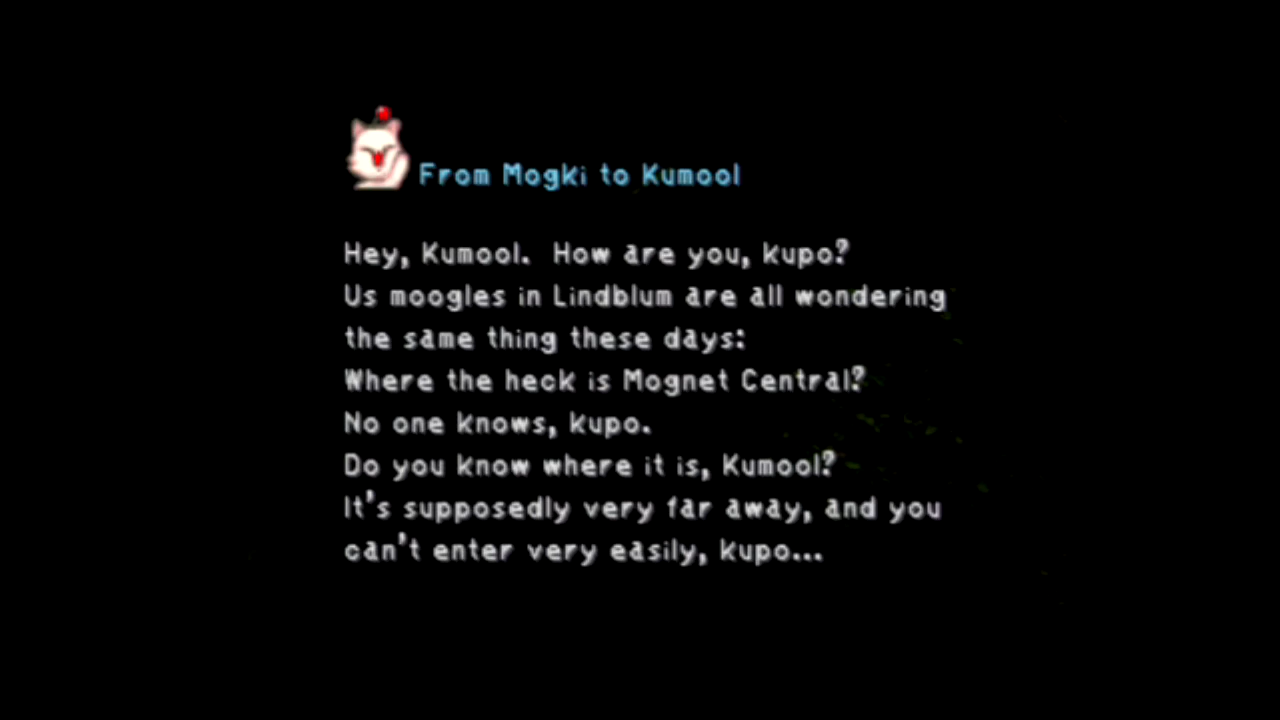 From Mogki to Kumool
Hey, Kumool.  How are you, kupo?
Us moogles in Lindblum are all wondering
the same thing these days:
Where the heck is Mognet Central?
No one knows, kupo.
Do you know where it is, Kumool?
It's supposedly very far away, and you
can't enter very easily, kupo...